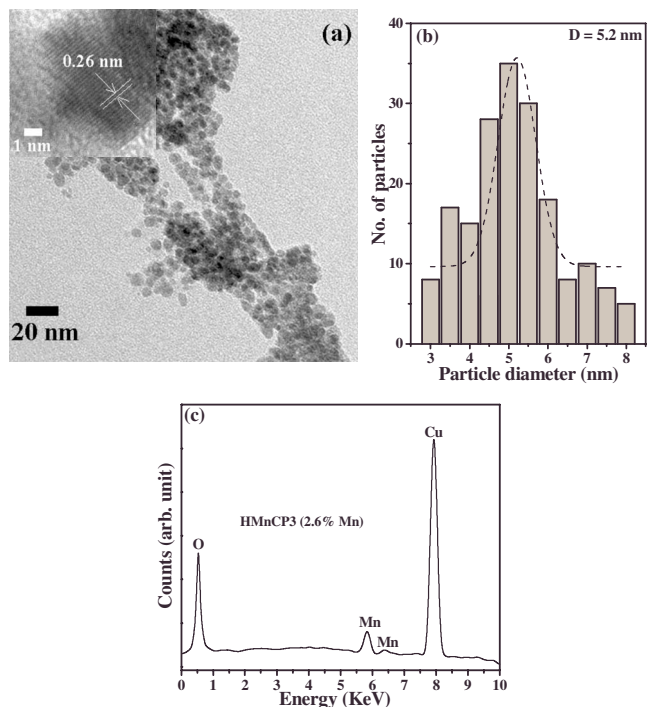 (a)
0.26 nm
1 nm
20 nm
(b)
D = 5.2 nm
No. of particles
40
30
20
10
0
3 4 5 6 7 8
Particle diameter (nm)
(c)
Counts (arb. unit)
HMnCP3 (2.6% Mn)
O
Mn
Mn
Cu
0 1 2 3 4 5 6 7 8 9 10
Energy (KeV)